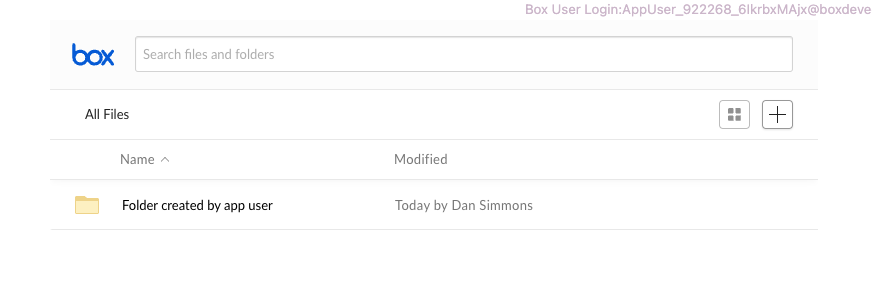 Box User Login:AppUser_922268_6IkrbxMAjx@boxdeve
box
Search files and folders
All Files
Name Modified
Folder created by app user Today by Dan Simmons